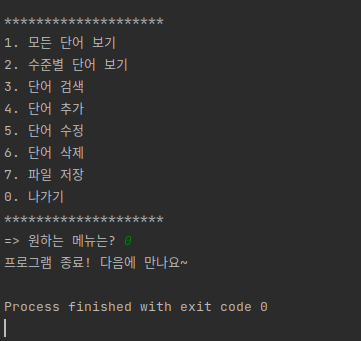 ********************
1. 모든 단어 보기
2. 수준별 단어 보기
3. 단어 검색
4. 단어 추가
5. 단어 수정
6. 단어 삭제
7. 파일 저장
0. 나가기
********************
=> 원하는 메뉴는? 0
프로그램 종료! 다음에 만나요~
Process finished with exit code 0